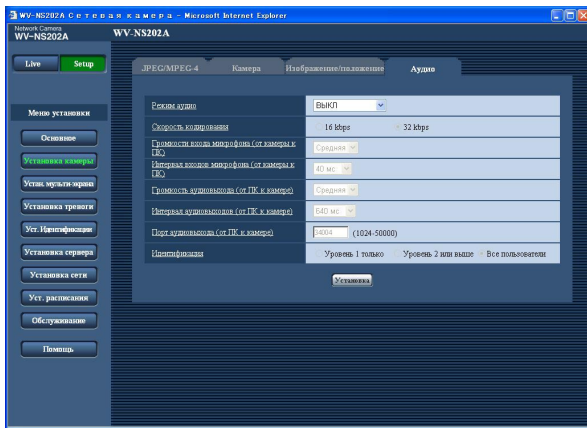 WV-NS202A Сетевая камера - Microsoft Internet Explorer
Network Camera
WV-NS202A
WV-NS202A
Live Setup
JPEG/MPEG-4 Камера Изображение/положение Аудио
Меню установки
Основное
Установка камеры
Устан. мульти-экрана
Установка тревоги
Уст. Идентификации
Установка сервера
Установка сети
Уст. расписания
Обслуживание
Помощь
Режим аудио ВЫКЛ
Скорость кодирования 16 kbps 32 kbps
Громкости входа микрофона (от камеры к ПК) Средняя
Интервал входов микрофона (от камеры к ПК) 40 мс
Громкость аудиовыхода (от ПК к камере) Средняя
Интервал аудиовыходов (от ПК к камере) 640 мс
Порт аудиовыхода (от ПК к камере) 34004 (1024-50000)
Идентификация Уровень 1 только Уровень 2 или выше Все пользователи
Установка